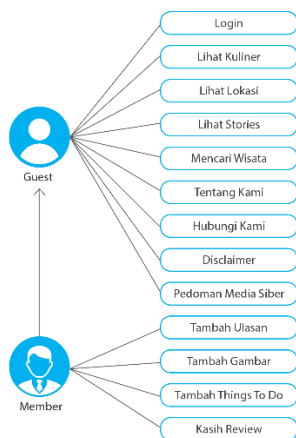 Login
Lihat Kuliner
Lihat Lokasi
Lihat Stories
Mencari Wisata
Guest
Tentang Kami
Hubungi Kami
Disclaimer
Pedoman Media Siber
Tambah Ulasan
Tambah Gambar
Tambah Things To Do
Member
Kasih Review